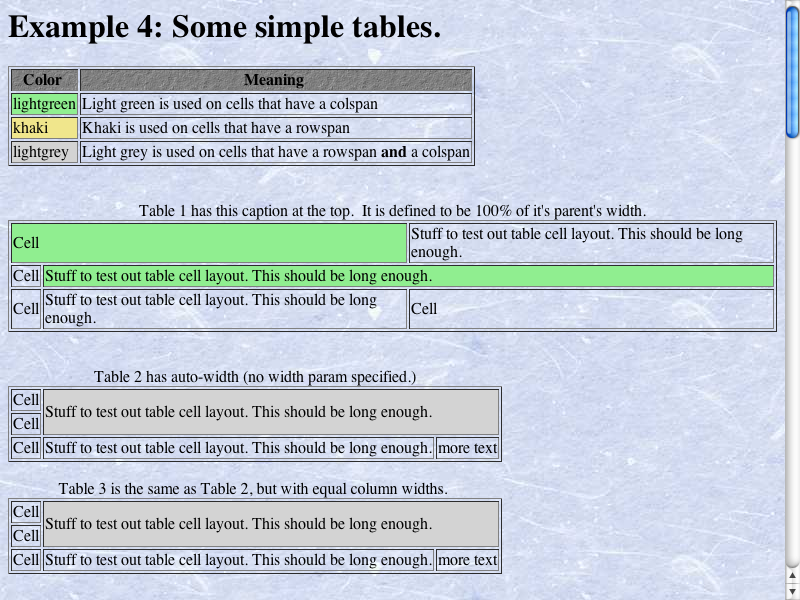 Example 4: Some simple tables.
Color Meaning
lightgreen Light green is used on cells that have a colspan
khaki Khaki is used on cells that have a rowspan
lightgrey Light grey is used on cells that have a rowspan and a colspan
Table 1 has this caption at the top.  It is defined to be 100% of it's parent's width.
Cell Stuff to test out table cell layout. This should be long
enough.
Cell Stuff to test out table cell layout. This should be long enough.
Cell Stuff to test out table cell layout. This should be long
enough. Cell
Table 2 has auto-width (no width param specified.)
Cell Stuff to test out table cell layout. This should be long enough.
Cell
Cell Stuff to test out table cell layout. This should be long enough. more text
Table 3 is the same as Table 2, but with equal column widths.
Cell Stuff to test out table cell layout. This should be long enough.
Cell
Cell Stuff to test out table cell layout. This should be long enough. more text